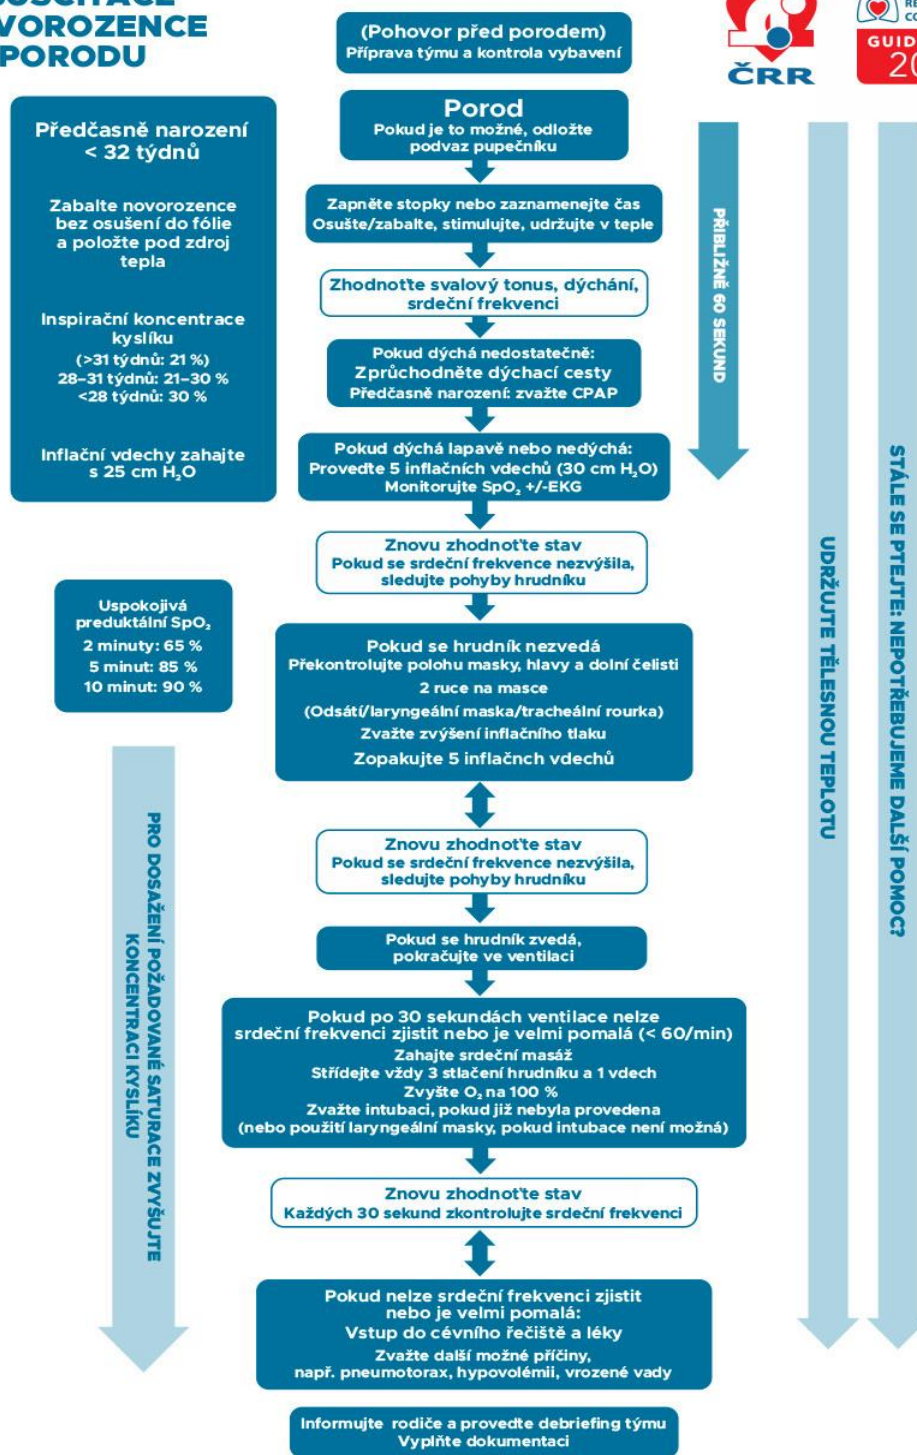 VOROZENCE
PORODU
(Pohovor před porodem)
Příprava týmu a kontrola vybavení
ČRR
GUID
20
Předčasně narození
< 32 týdnů
Zabalte novorozence
bez osušení do fólie
a položte pod zdroj
tepla
Inspirační koncentrace
kyslíku
(>31 týdnů: 21 %)
28–31 týdnů: 21–30 %
<28 týdnů: 30 %
Inflační vdechy zahajte
s 25 cm H₂O
Porod
Pokud je to možné, odložte
podvaz pupečníku
Zapněte stopky nebo zaznamenejte čas
Osušte/zabalte, stimulujte, udržujte v teple
Zhodnoťte svalový tonus, dýchání,
srdeční frekvenci
Pokud dýchá nedostatečně:
Zprůchodněte dýchací cesty
Předčasně narození: zvažte CPAP
Pokud dýchá lapavě nebo nedýchá:
Proveďte 5 inflačních vdechů (30 cm H₂O)
Monitorujte SpO₂ +/-EKG
Znovu zhodnoťte stav
Pokud se srdeční frekvence nezvýšila,
sledujte pohyby hrudníku
Uspokojivá
preduktální SpO₂
2 minuty: 65 %
5 minut: 85 %
10 minut: 90 %
Pokud se hrudník nezvedá
Překontrolujte polohu masky, hlavy a dolní čelisti
2 ruce na masce
(Odsátí/laryngeální maska/tracheální rourka)
Zvažte zvýšení inflačního tlaku
Zopakujte 5 inflačnch vdechů
Znovu zhodnoťte stav
Pokud se srdeční frekvence nezvýšila,
sledujte pohyby hrudníku
Pokud se hrudník zvedá,
pokračujte ve ventilaci
Pokud po 30 sekundách ventilace nelze
srdeční frekvenci zjistit nebo je velmi pomalá (< 60/min)
Zahajte srdeční masáž
Střídejte vždy 3 stlačení hrudníku a 1 vdech
Zvyšte O₂ na 100 %
Zvažte intubaci, pokud již nebyla provedena
(nebo použití laryngeální masky, pokud intubace není možná)
Znovu zhodnoťte stav
Každých 30 sekund zkontrolujte srdeční frekvenci
Pokud nelze srdeční frekvenci zjistit
nebo je velmi pomalá:
Vstup do cévního řečiště a léky
Zvažte další možné příčiny,
např. pneumotorax, hypovolémii, vrozené vady
Informujte rodiče a proveďte debriefing týmu
Vyplňte dokumentaci
PŘIBLIŽNĚ 60 SEKUND
UDRŽUJTE TĚLESNOU TEPLOTU
STÁLE SE PTEJTE: NEPOTŘEBUJEME DALŠÍ POMOC?
PRO DOSAŽENÍ POŽADOVANÉ SATURACE ZVYŠUJTE
KONCENTRACI KYSLÍKU